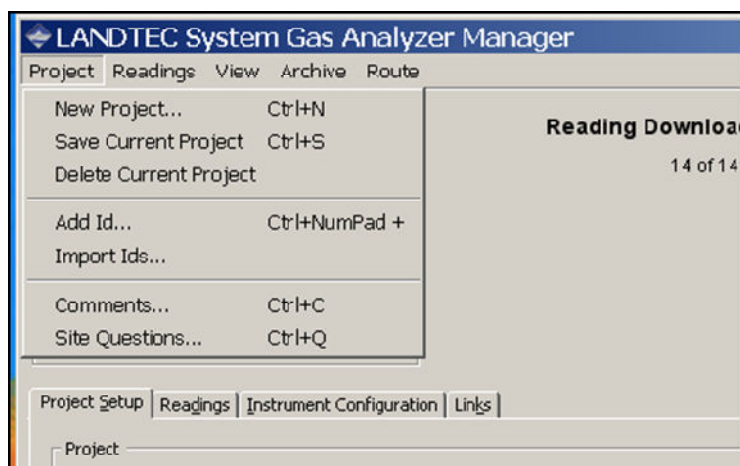 LANDTEC System Gas Analyzer Manager
Project Readings View Archive Route
New Project... Ctrl+N
Save Current Project Ctrl+S
Delete Current Project
Add Id... Ctrl+NumPad +
Import Ids...
Comments... Ctrl+C
Site Questions... Ctrl+Q
Reading Downloa
14 of 14
Project Setup Readings Instrument Configuration Links
Project